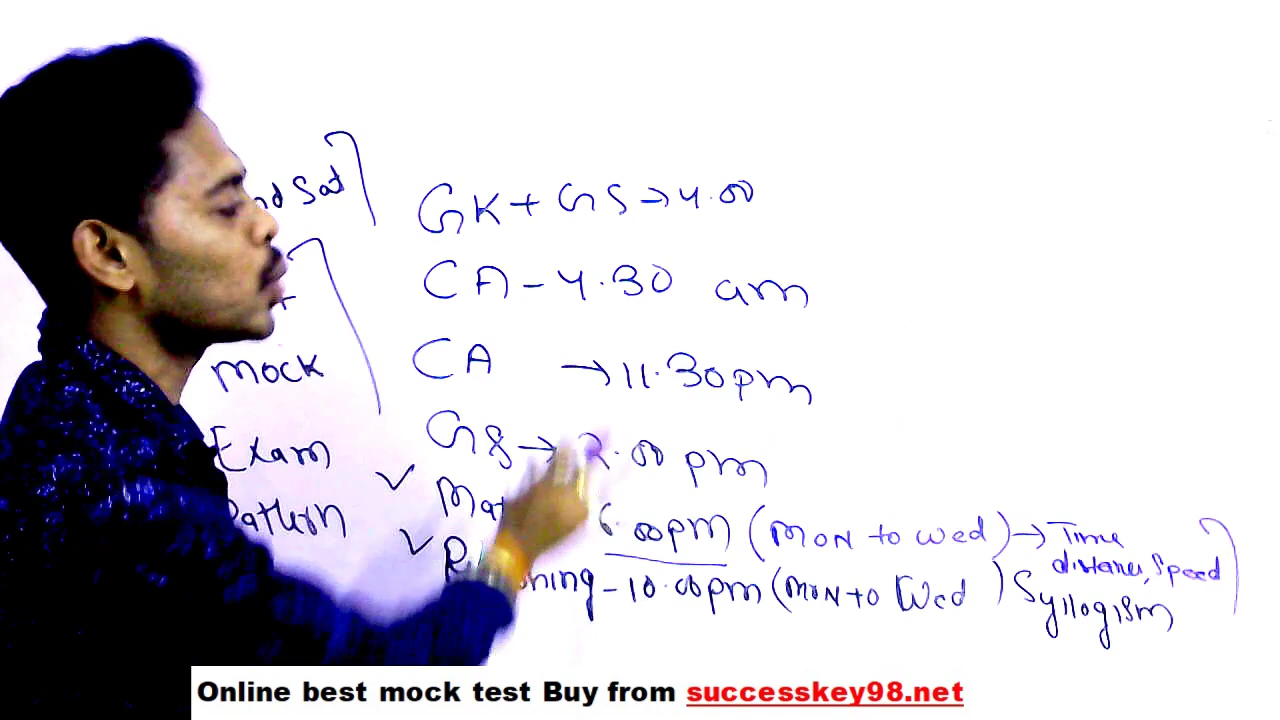 nd Sat
GK + GS → 4.00
CA - 4.30 am
CA → 11.30pm
Mock
GS → 2.00 pm
Exam
✓ Mat 6.00pm (Mon to Wed) → Time distance, Speed
Pattern
✓ R ning - 10.00pm (Mon to Wed) Syllogism
Online best mock test Buy from successkey98.net